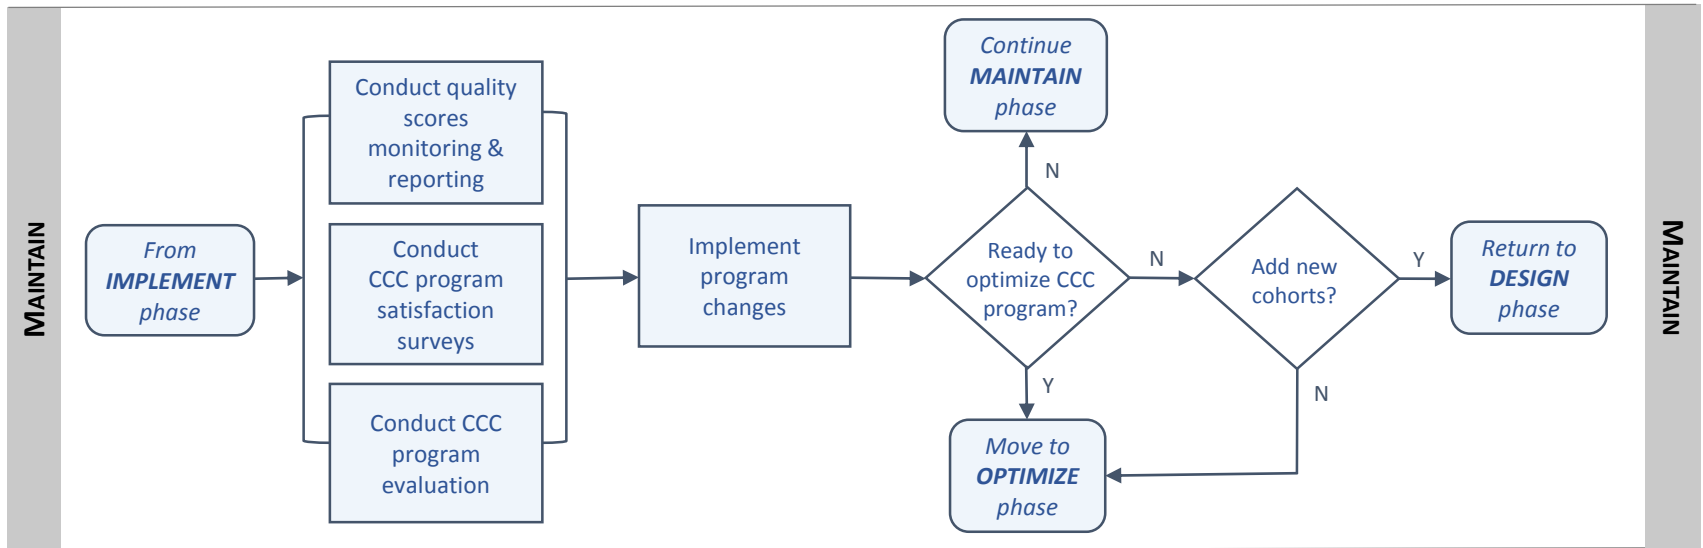 MAINTAIN
From
IMPLEMENT
phase
Conduct quality
scores
monitoring &
reporting
Conduct
CCC program
satisfaction
surveys
Conduct CCC
program
evaluation
Implement
program
changes
Continue
MAINTAIN
phase
N
Ready to
optimize CCC
program?
Y
Move to
OPTIMIZE
phase
N
Add new
cohorts?
N
Y
Return to
DESIGN
phase
MAINTAIN